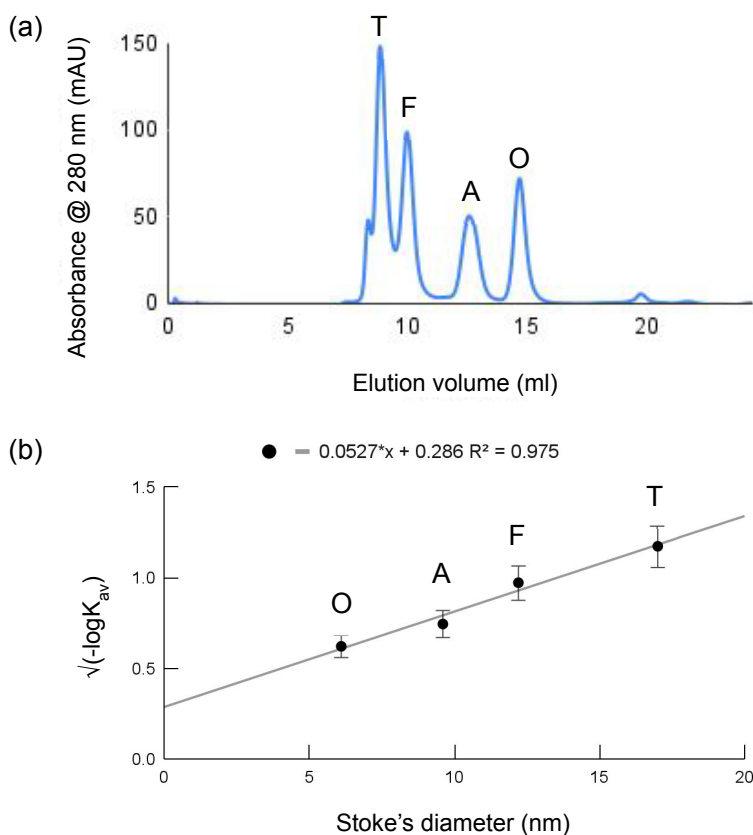 (a)
T
F
A
O
Absorbance @ 280 nm (mAU)
150
100
50
0
0 5 10 15 20
Elution volume (ml)
(b)
0.0527*x + 0.286 R² = 0.975
√(-logKav)
1.5
1.0
0.5
0.0
O
A
F
T
0 5 10 15 20
Stoke's diameter (nm)